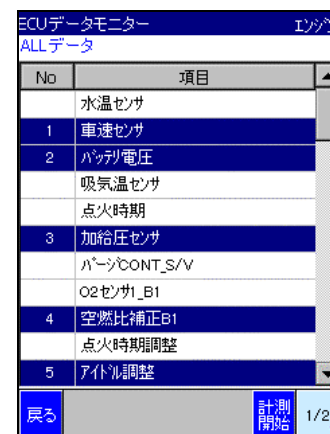 ECUデータモニター エンジン
ALLデータ
No 項目
水温センサ
1 車速センサ
2 バッテリ電圧
吸気温センサ
点火時期
3 加給圧センサ
パージCONT_S/V
O2センサ1_B1
4 空燃比補正B1
点火時期調整
5 アイドル調整
戻る 計測開始 1/2